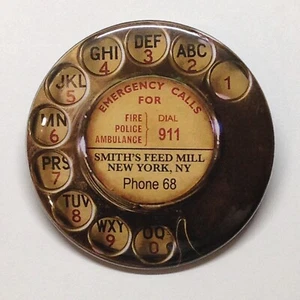 ABC
2
DEF
3
GHI
4
JKL
5
MN
6
PRS
7
TUV
8
WXY
9
OQ
0
1
EMERGENCY CALLS
FOR
FIRE
POLICE
AMBULANCE
DIAL
911
SMITH'S FEED MILL
NEW YORK, NY
Phone 68